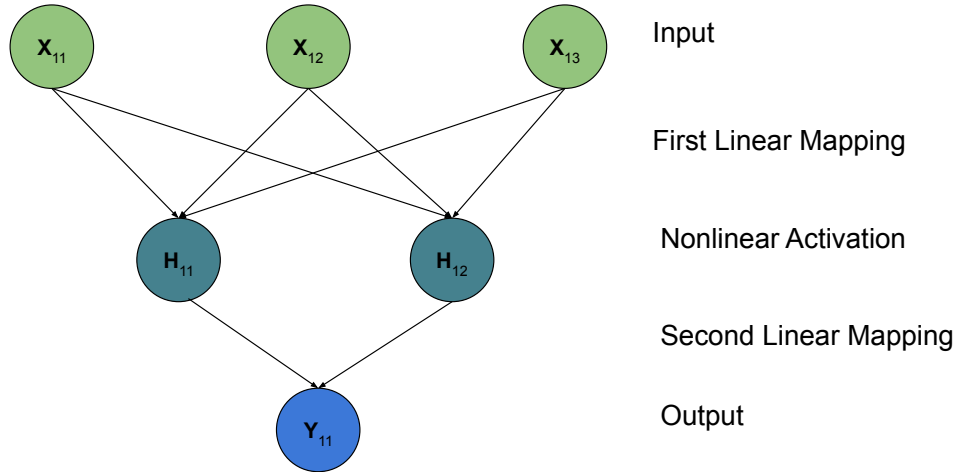 X11 X12 X13 Input
First Linear Mapping
H11 H12 Nonlinear Activation
Second Linear Mapping
Y11 Output